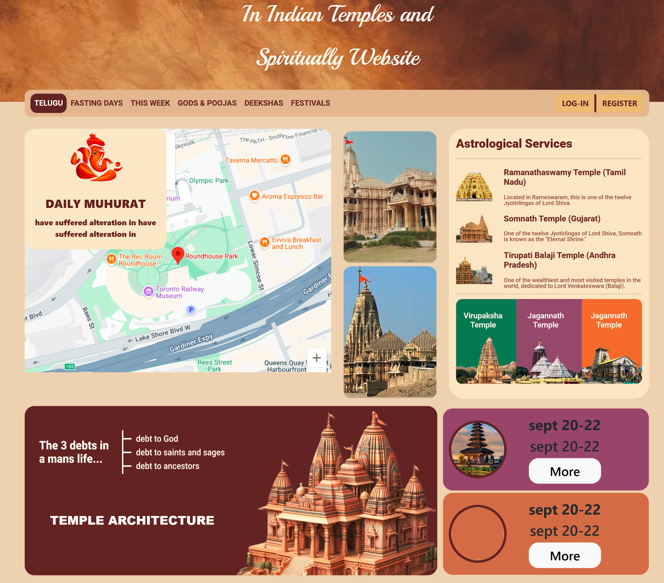 In Indian Temples and
Spiritually Website
TELUGU FASTING DAYS THIS WEEK GODS & POOJAS DEEKSHAS FESTIVALS
LOG-IN REGISTER
DAILY MUHURAT
have suffered alteration in have
suffered alteration in
The PATH - Simcoe Financial
Taverna Mercatto
Olympic Park
rium
Aroma Espresso Bar
Evviva Breakfast
and Lunch
The Rec Room
Roundhouse
Roundhouse Park
Lower Simcoe St
Toronto Railway
Museum
P
r Blvd
Rees St
Lake Shore Blvd W
Gardiner Expy
Gardiner E
Rees Street
Park
Queens Quay
Harbourfront
Astrological Services
Ramanathaswamy Temple (Tamil
Nadu)
Located in Rameswaram, this is one of the twelve
Jyotirlingas of Lord Shiva.
Somnath Temple (Gujarat)
One of the twelve Jyotirlingas of Lord Shiva, Somnath
is known as the "Eternal Shrine."
Tirupati Balaji Temple (Andhra
Pradesh)
One of the wealthiest and most visited temples in the
world, dedicated to Lord Venkateswara (Balaji).
Virupaksha
Temple
Jagannath
Temple
Jagannath
Temple
The 3 debts in
a mans life...
debt to God
debt to saints and sages
debt to ancestors
TEMPLE ARCHITECTURE
sept 20-22
sept 20-22
More
sept 20-22
sept 20-22
More